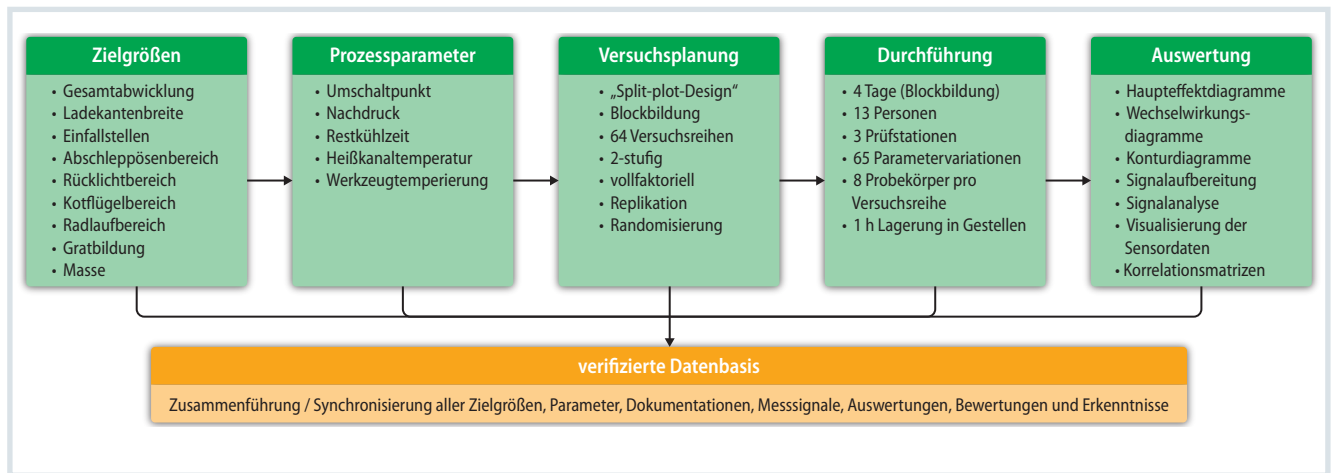 Zielgrößen
• Gesamtabwicklung
• Ladekantenbreite
• Einfallstellen
• Abschleppösenbereich
• Rücklichtbereich
• Kotflügelbereich
• Radlaufbereich
• Gratbildung
• Masse
Prozessparameter
• Umschaltpunkt
• Nachdruck
• Restkühlzeit
• Heißkanaltemperatur
• Werkzeugtemperierung
Versuchsplanung
• „Split-plot-Design“
• Blockbildung
• 64 Versuchsreihen
• 2-stufig
• vollfaktoriell
• Replikation
• Randomisierung
Durchführung
• 4 Tage (Blockbildung)
• 13 Personen
• 3 Prüfstationen
• 65 Parametervariationen
• 8 Probekörper pro
Versuchsreihe
• 1 h Lagerung in Gestellen
Auswertung
• Haupteffektdiagramme
• Wechselwirkungs-
diagramme
• Konturdiagramme
• Signalaufbereitung
• Signalanalyse
• Visualisierung der
Sensordaten
• Korrelationsmatrizen
verifizierte Datenbasis
Zusammenführung / Synchronisierung aller Zielgrößen, Parameter, Dokumentationen, Messsignale, Auswertungen, Bewertungen und Erkenntnisse